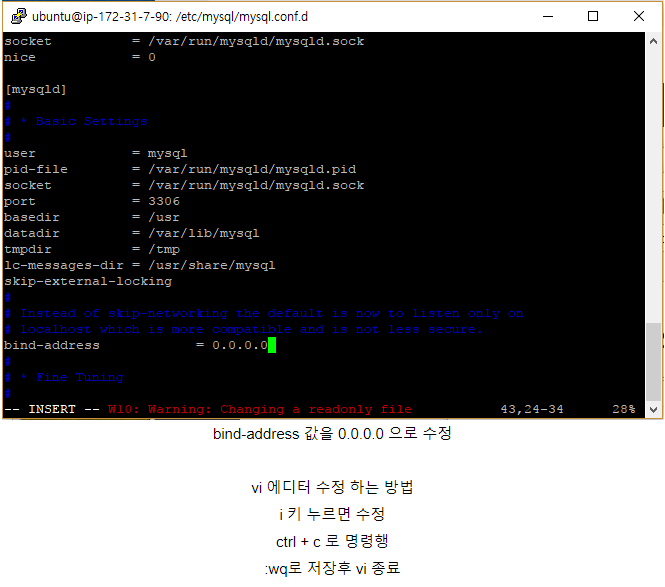 ubuntu@ip-172-31-7-90: /etc/mysql/mysql.conf.d
socket          = /var/run/mysqld/mysqld.sock
nice            = 0
[mysqld]
#
# * Basic Settings
#
user            = mysql
pid-file        = /var/run/mysqld/mysqld.pid
socket          = /var/run/mysqld/mysqld.sock
port            = 3306
basedir         = /usr
datadir         = /var/lib/mysql
tmpdir          = /tmp
lc-messages-dir = /usr/share/mysql
skip-external-locking
#
# Instead of skip-networking the default is now to listen only on
# localhost which is more compatible and is not less secure.
bind-address            = 0.0.0.0
#
# * Fine Tuning
#
-- INSERT -- W10: Warning: Changing a readonly file           43,24-34      28%
bind-address 값을 0.0.0.0 으로 수정
vi 에디터 수정 하는 방법
i 키 누르면 수정
ctrl + c 로 명령행
:wq로 저장후 vi 종료